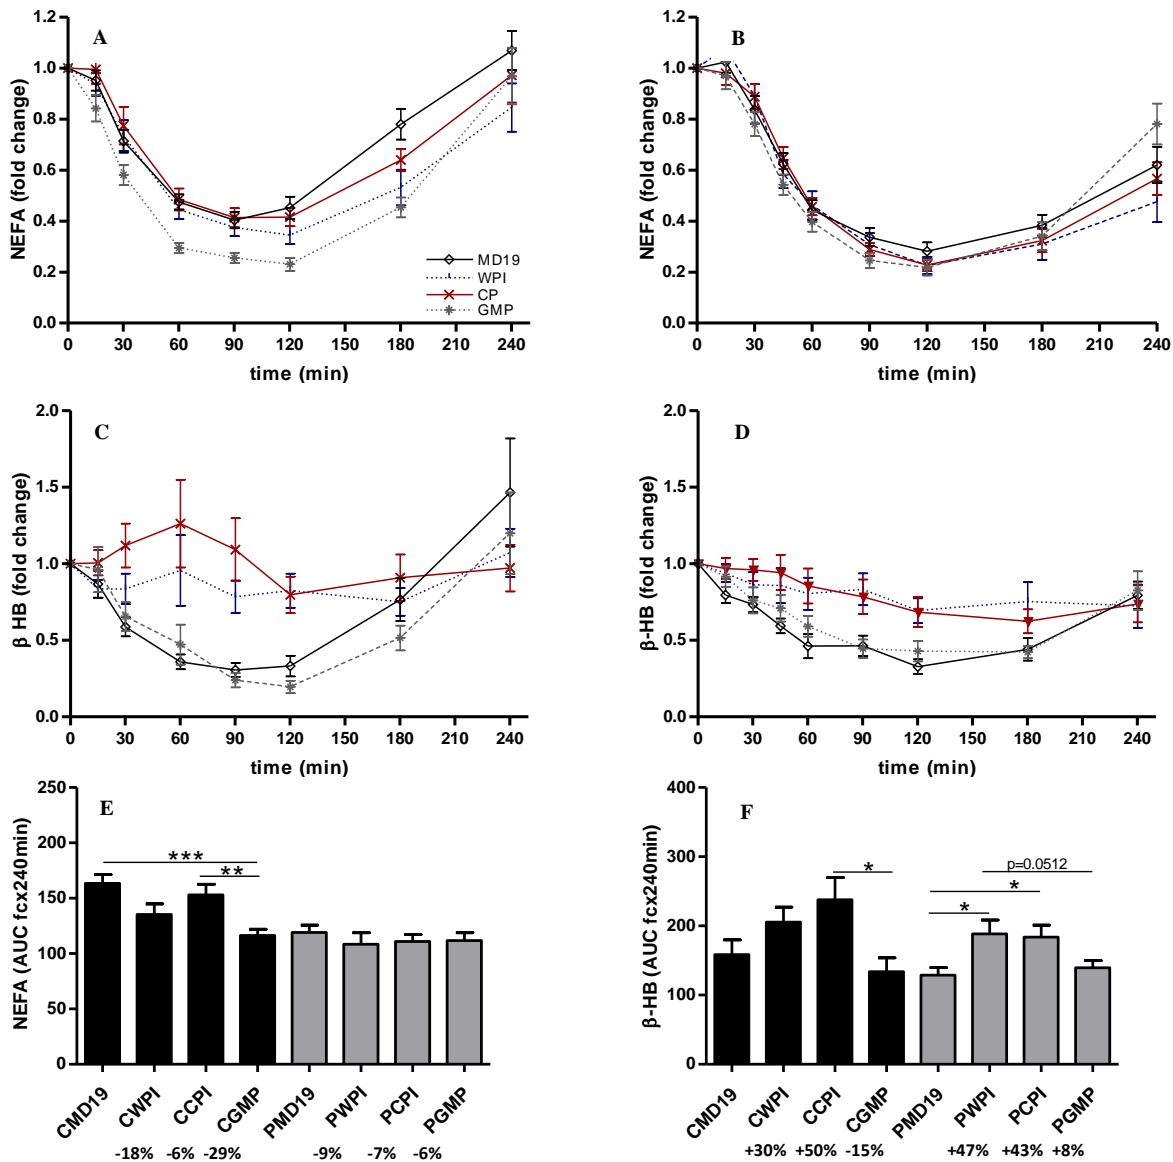 A
NEFA (fold change)
1.2
1.0
0.8
0.6
0.4
0.2
0.0
MD19
WPI
CP
GMP
0 30 60 90 120 150 180 210 240
time (min)
B
NEFA (fold change)
1.2
1.0
0.8
0.6
0.4
0.2
0.0
0 30 60 90 120 150 180 210 240
time (min)
C
β HB (fold change)
2.0
1.5
1.0
0.5
0.0
0 30 60 90 120 150 180 210 240
time (min)
D
β-HB (fold change)
2.0
1.5
1.0
0.5
0.0
0 30 60 90 120 150 180 210 240
time (min)
E
NEFA (AUC fcx240min)
250
200
150
100
50
0
***
**
CMD19 CWPI CCPI CGMP PMD19 PWPI PCPI PGMP
-18% -6% -29% -9% -7% -6%
F
β-HB (AUC fcx240min)
400
300
200
100
0
*
p=0.0512
*
*
CMD19 CWPI CCPI CGMP PMD19 PWPI PCPI PGMP
+30% +50% -15% +47% +43% +8%